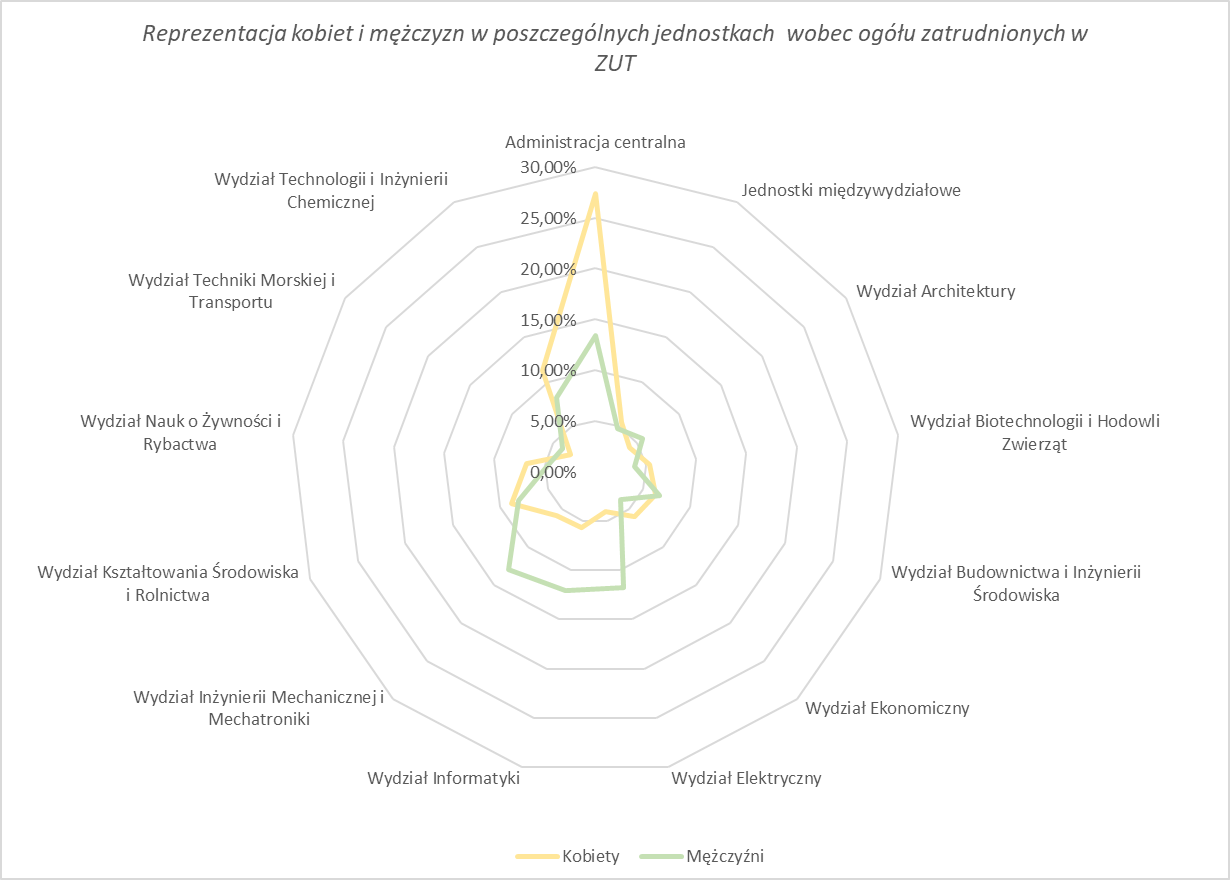 Reprezentacja kobiet i mężczyzn w poszczególnych jednostkach  wobec ogółu zatrudnionych w
ZUT
Administracja centralna
30,00%
25,00%
20,00%
15,00%
10,00%
5,00%
0,00%
Jednostki międzywydziałowe
Wydział Architektury
Wydział Biotechnologii i Hodowli
Zwierząt
Wydział Budownictwa i Inżynierii
Środowiska
Wydział Ekonomiczny
Wydział Elektryczny
Wydział Informatyki
Wydział Inżynierii Mechanicznej i
Mechatroniki
Wydział Kształtowania Środowiska
i Rolnictwa
Wydział Nauk o Żywności i
Rybactwa
Wydział Techniki Morskiej i
Transportu
Wydział Technologii i Inżynierii
Chemicznej
Kobiety
Mężczyźni